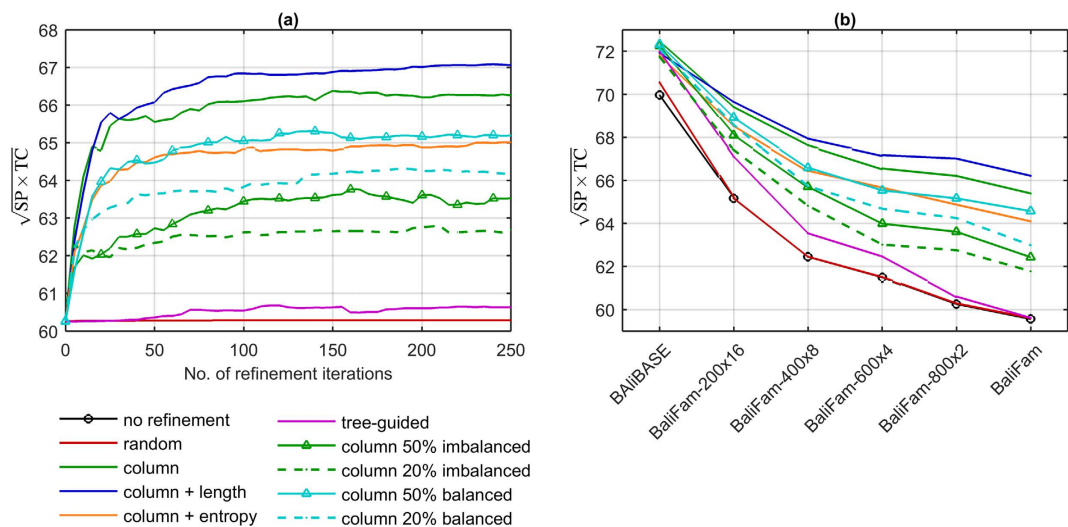 (a)
68
67
66
65
64
63
62
61
60
√SP × TC
0 50 100 150 200 250
No. of refinement iterations
(b)
72
70
68
66
64
62
60
√SP × TC
BAliBASE
BaliFam-200x16
BaliFam-400x8
BaliFam-600x4
BaliFam-800x2
BaliFam
no refinement
random
column
column + length
column + entropy
tree-guided
column 50% imbalanced
column 20% imbalanced
column 50% balanced
column 20% balanced